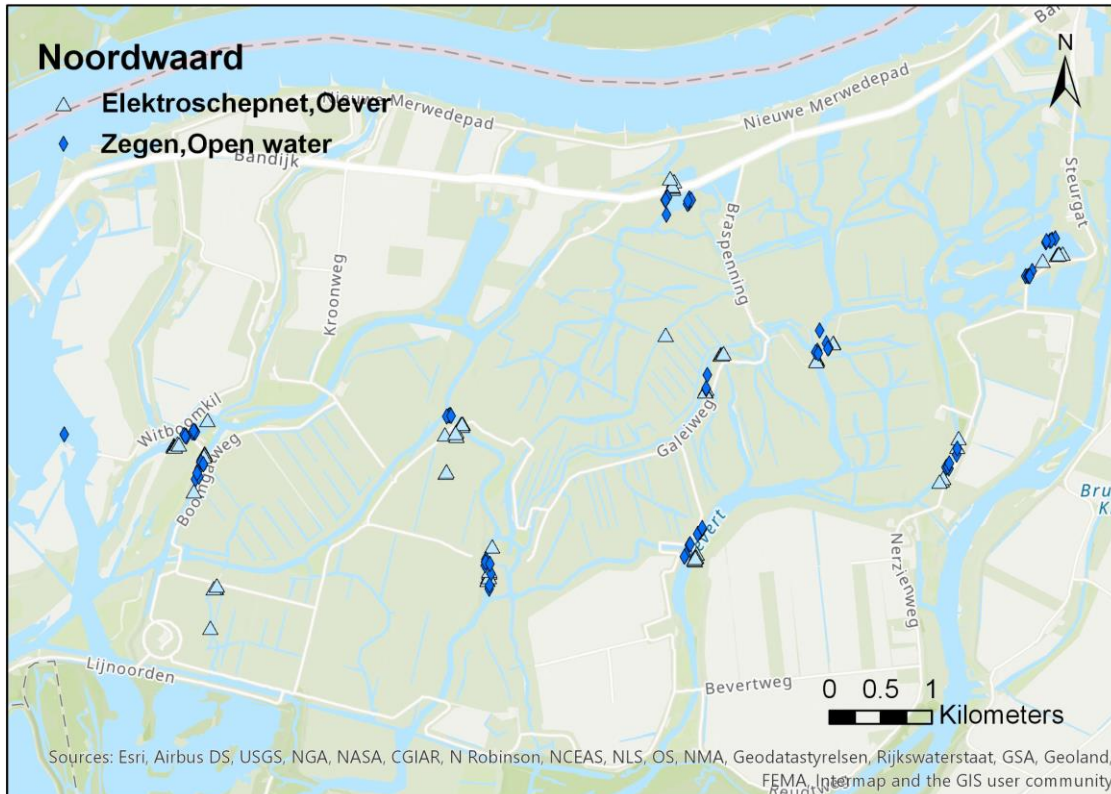 Noordwaard
Elektroschepnet,Oever
Zegen,Open water
N
Nieuwe Merwedepad
Nieuwe Merwedepad
Bandijk
Steurgat
Braspenning
Kroonweg
Witboomkil
Boomgatweg
Galeiweg
Nerzienweg
Lijnoorden
Bevertweg
0 0.5 1
Kilometers
Sources: Esri, Airbus DS, USGS, NGA, NASA, CGIAR, N Robinson, NCEAS, NLS, OS, NMA, Geodatastyrelsen, Rijkswaterstaat, GSA, Geoland,
FEMA, Intermap and the GIS user community